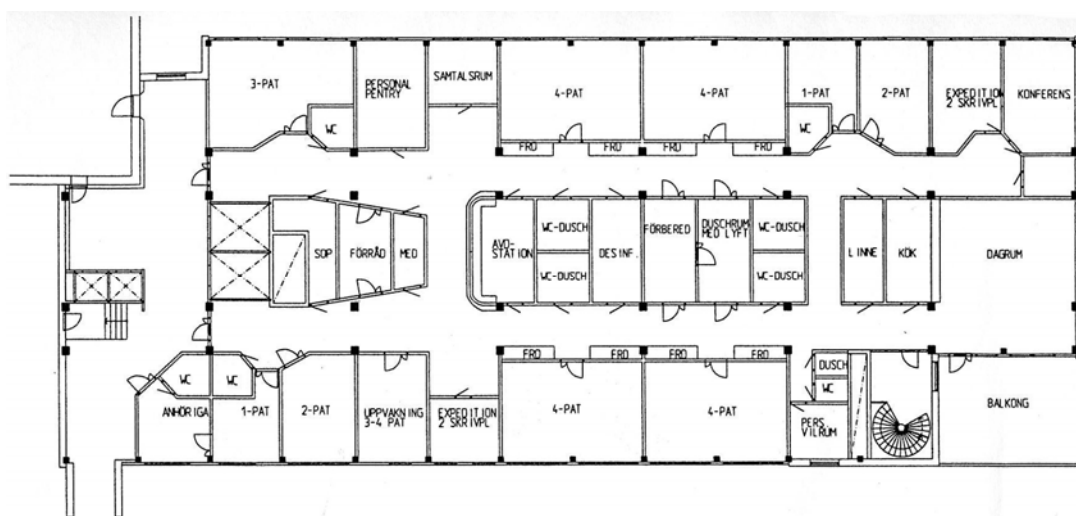 3-PAT
WC
PERSONAL
PENTRY
SAMTALSRUM
4-PAT
4-PAT
1-PAT
WC
2-PAT
EXPEDITION
2 SKRIVPL
KONFERENS
FRD
FRD
FRD
FRD
SOP
FÖRRÅD
MED
AVD-
STATION
WC-DUSCH
WC-DUSCH
DESINF.
FÖRBERED
DUSCHRUM
MED LYFT
WC-DUSCH
WC-DUSCH
LINNE
KÖK
DAGRUM
FRD
FRD
FRD
FRD
WC
WC
ANHÖRIGA
1-PAT
2-PAT
UPPVAKNING
3-4 PAT
EXPEDITION
2 SKRIVPL
4-PAT
4-PAT
DUSCH
WC
PERS.
VILRUM
BALKONG